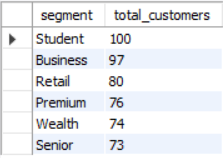 segment total_customers
Student 100
Business 97
Retail 80
Premium 76
Wealth 74
Senior 73